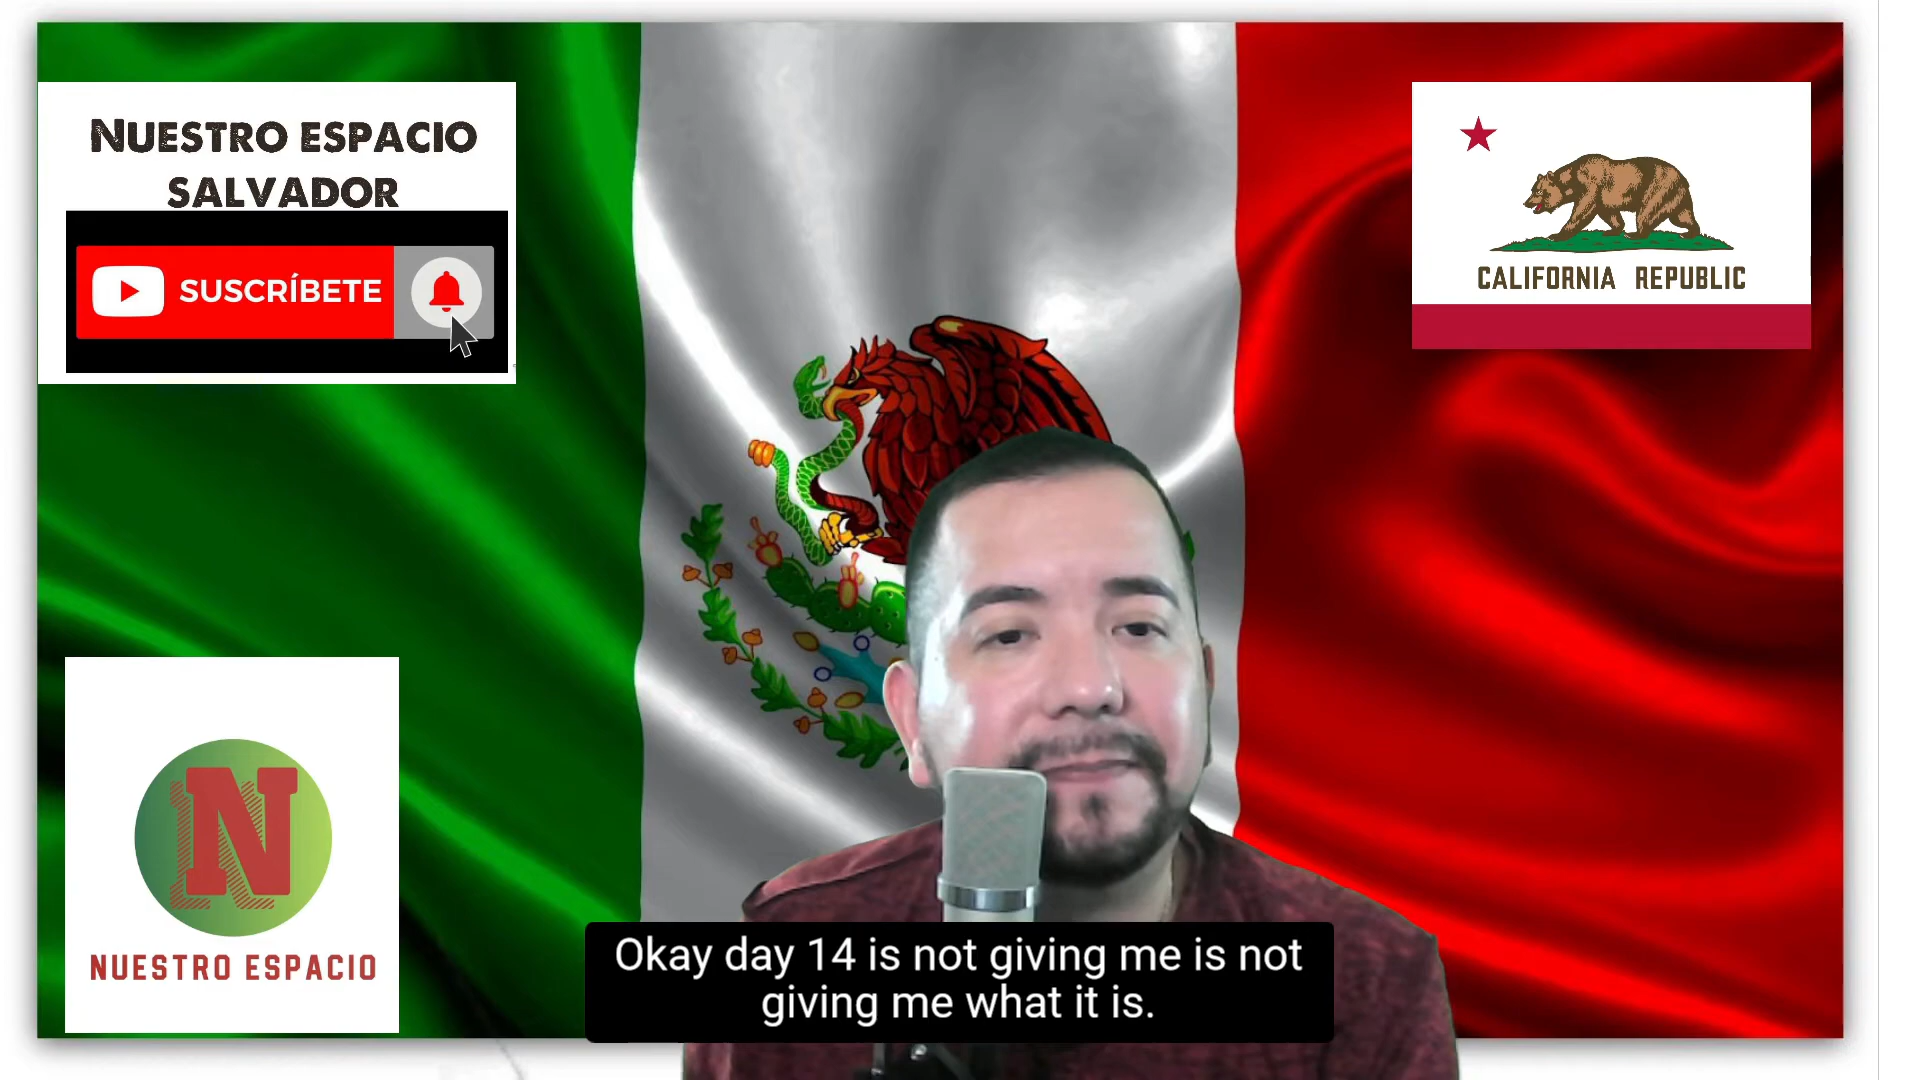 NUESTRO ESPACIO
SALVADOR
SUSCRÍBETE
CALIFORNIA REPUBLIC
N
NUESTRO ESPACIO
Okay day 14 is not giving me is not
giving me what it is.